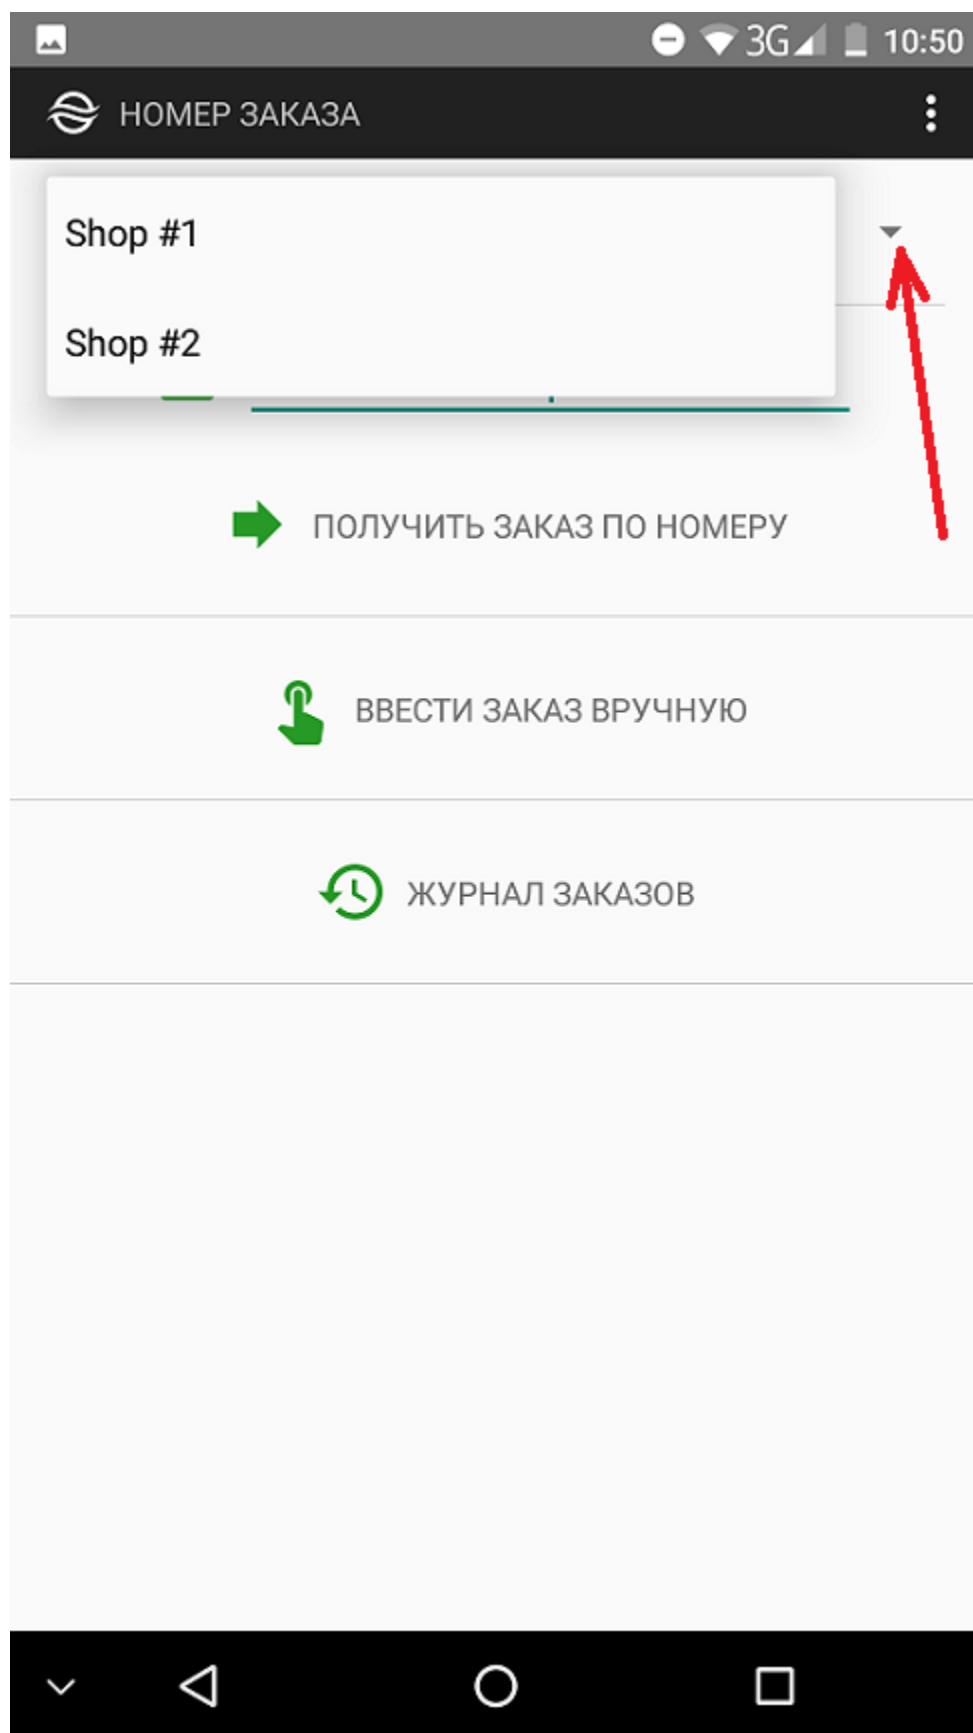 3G 10:50
НОМЕР ЗАКАЗА
Shop #1
Shop #2
ПОЛУЧИТЬ ЗАКАЗ ПО НОМЕРУ
ВВЕСТИ ЗАКАЗ ВРУЧНУЮ
ЖУРНАЛ ЗАКАЗОВ